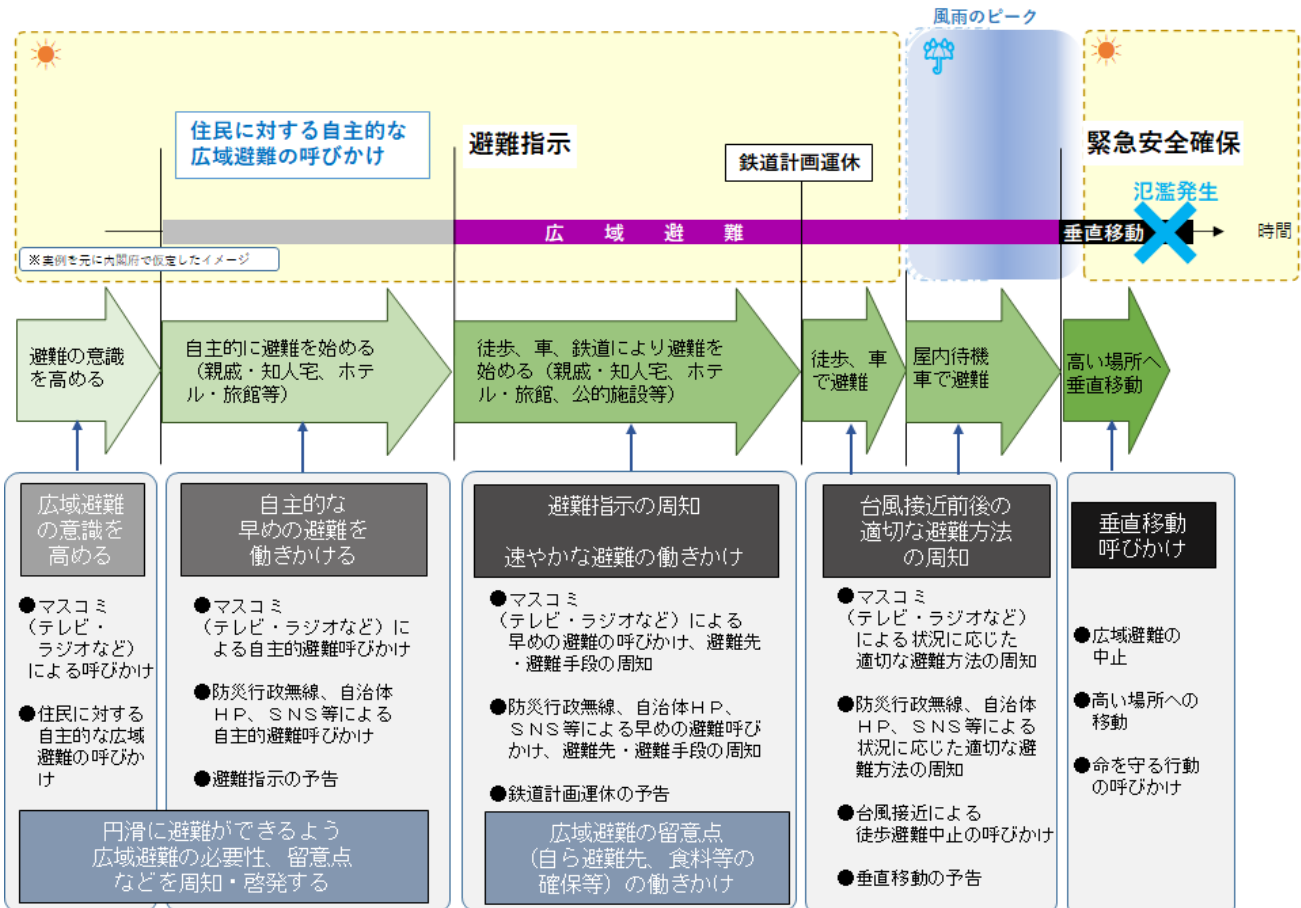 風雨のピーク
住民に対する自主的な
広域避難の呼びかけ
避難指示
鉄道計画運休
緊急安全確保
氾濫発生
広 域 避 難
垂直移動
時間
※実例を元に内閣府で仮定したイメージ
避難の意識
を高める
自主的に避難を始める
(親戚・知人宅、ホテ
ル・旅館等)
徒歩、車、鉄道により避難を
始める(親戚・知人宅、ホテ
ル・旅館、公的施設等)
徒歩、車
で避難
屋内待機
車で避難
高い場所へ
垂直移動
広域避難
の意識を
高める
●マスコミ
(テレビ・
ラジオなど)
による呼びかけ
●住民に対する
自主的な広域
避難の呼びか
け
自主的な
早めの避難を
働きかける
●マスコミ
(テレビ・ラジオなど)に
よる自主的避難呼びかけ
●防災行政無線、自治体
HP、SNS等による
自主的避難呼びかけ
●避難指示の予告
円滑に避難ができるよう
広域避難の必要性、留意点
などを周知・啓発する
避難指示の周知
速やかな避難の働きかけ
●マスコミ
(テレビ・ラジオなど)による
早めの避難の呼びかけ、避難先
・避難手段の周知
●防災行政無線、自治体HP、
SNS等による早めの避難呼び
かけ、避難先・避難手段の周知
●鉄道計画運休の予告
広域避難の留意点
(自ら避難先、食料等の
確保等)の働きかけ
台風接近前後の
適切な避難方法
の周知
●マスコミ
(テレビ・ラジオなど)
による状況に応じた
適切な避難方法の周知
●防災行政無線、自治体
HP、SNS等による
状況に応じた適切な避
難方法の周知
●台風接近による
徒歩避難中止の呼びかけ
●垂直移動の予告
垂直移動
呼びかけ
●広域避難の
中止
●高い場所への
移動
●命を守る行動
の呼びかけ